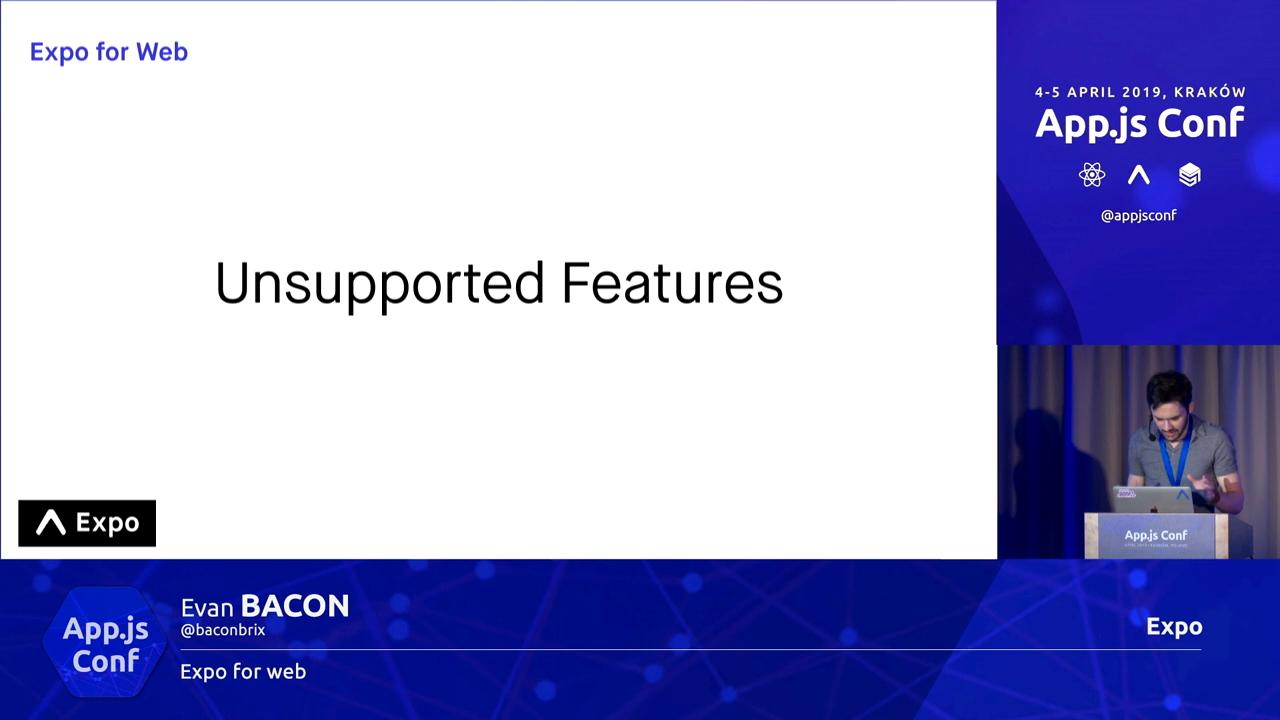 Expo for Web
Unsupported Features
Expo
4-5 APRIL 2019, KRAKÓW
App.js Conf
@appjsconf
App.js Conf
App.js
Conf
Evan BACON
@baconbrix
Expo for web
Expo